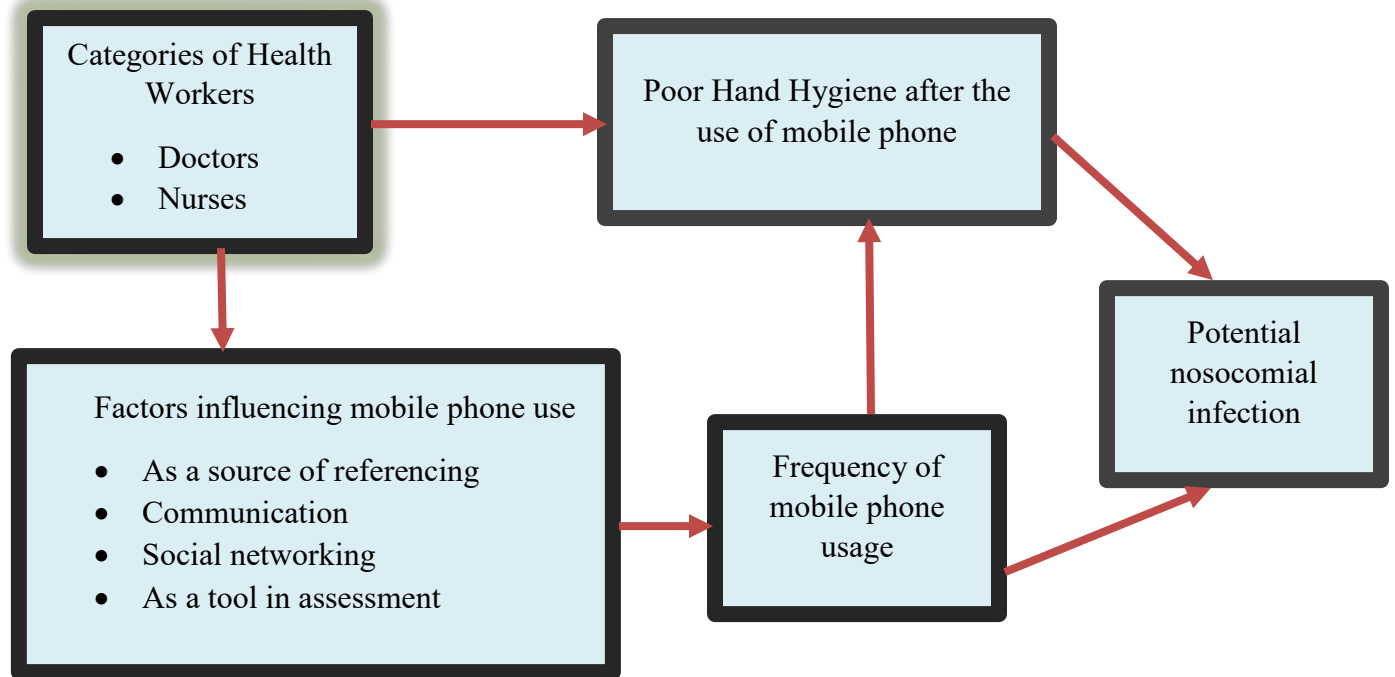 Categories of Health
Workers
• Doctors
• Nurses
Poor Hand Hygiene after the
use of mobile phone
Potential
nosocomial
infection
Factors influencing mobile phone use
• As a source of referencing
• Communication
• Social networking
• As a tool in assessment
Frequency of
mobile phone
usage